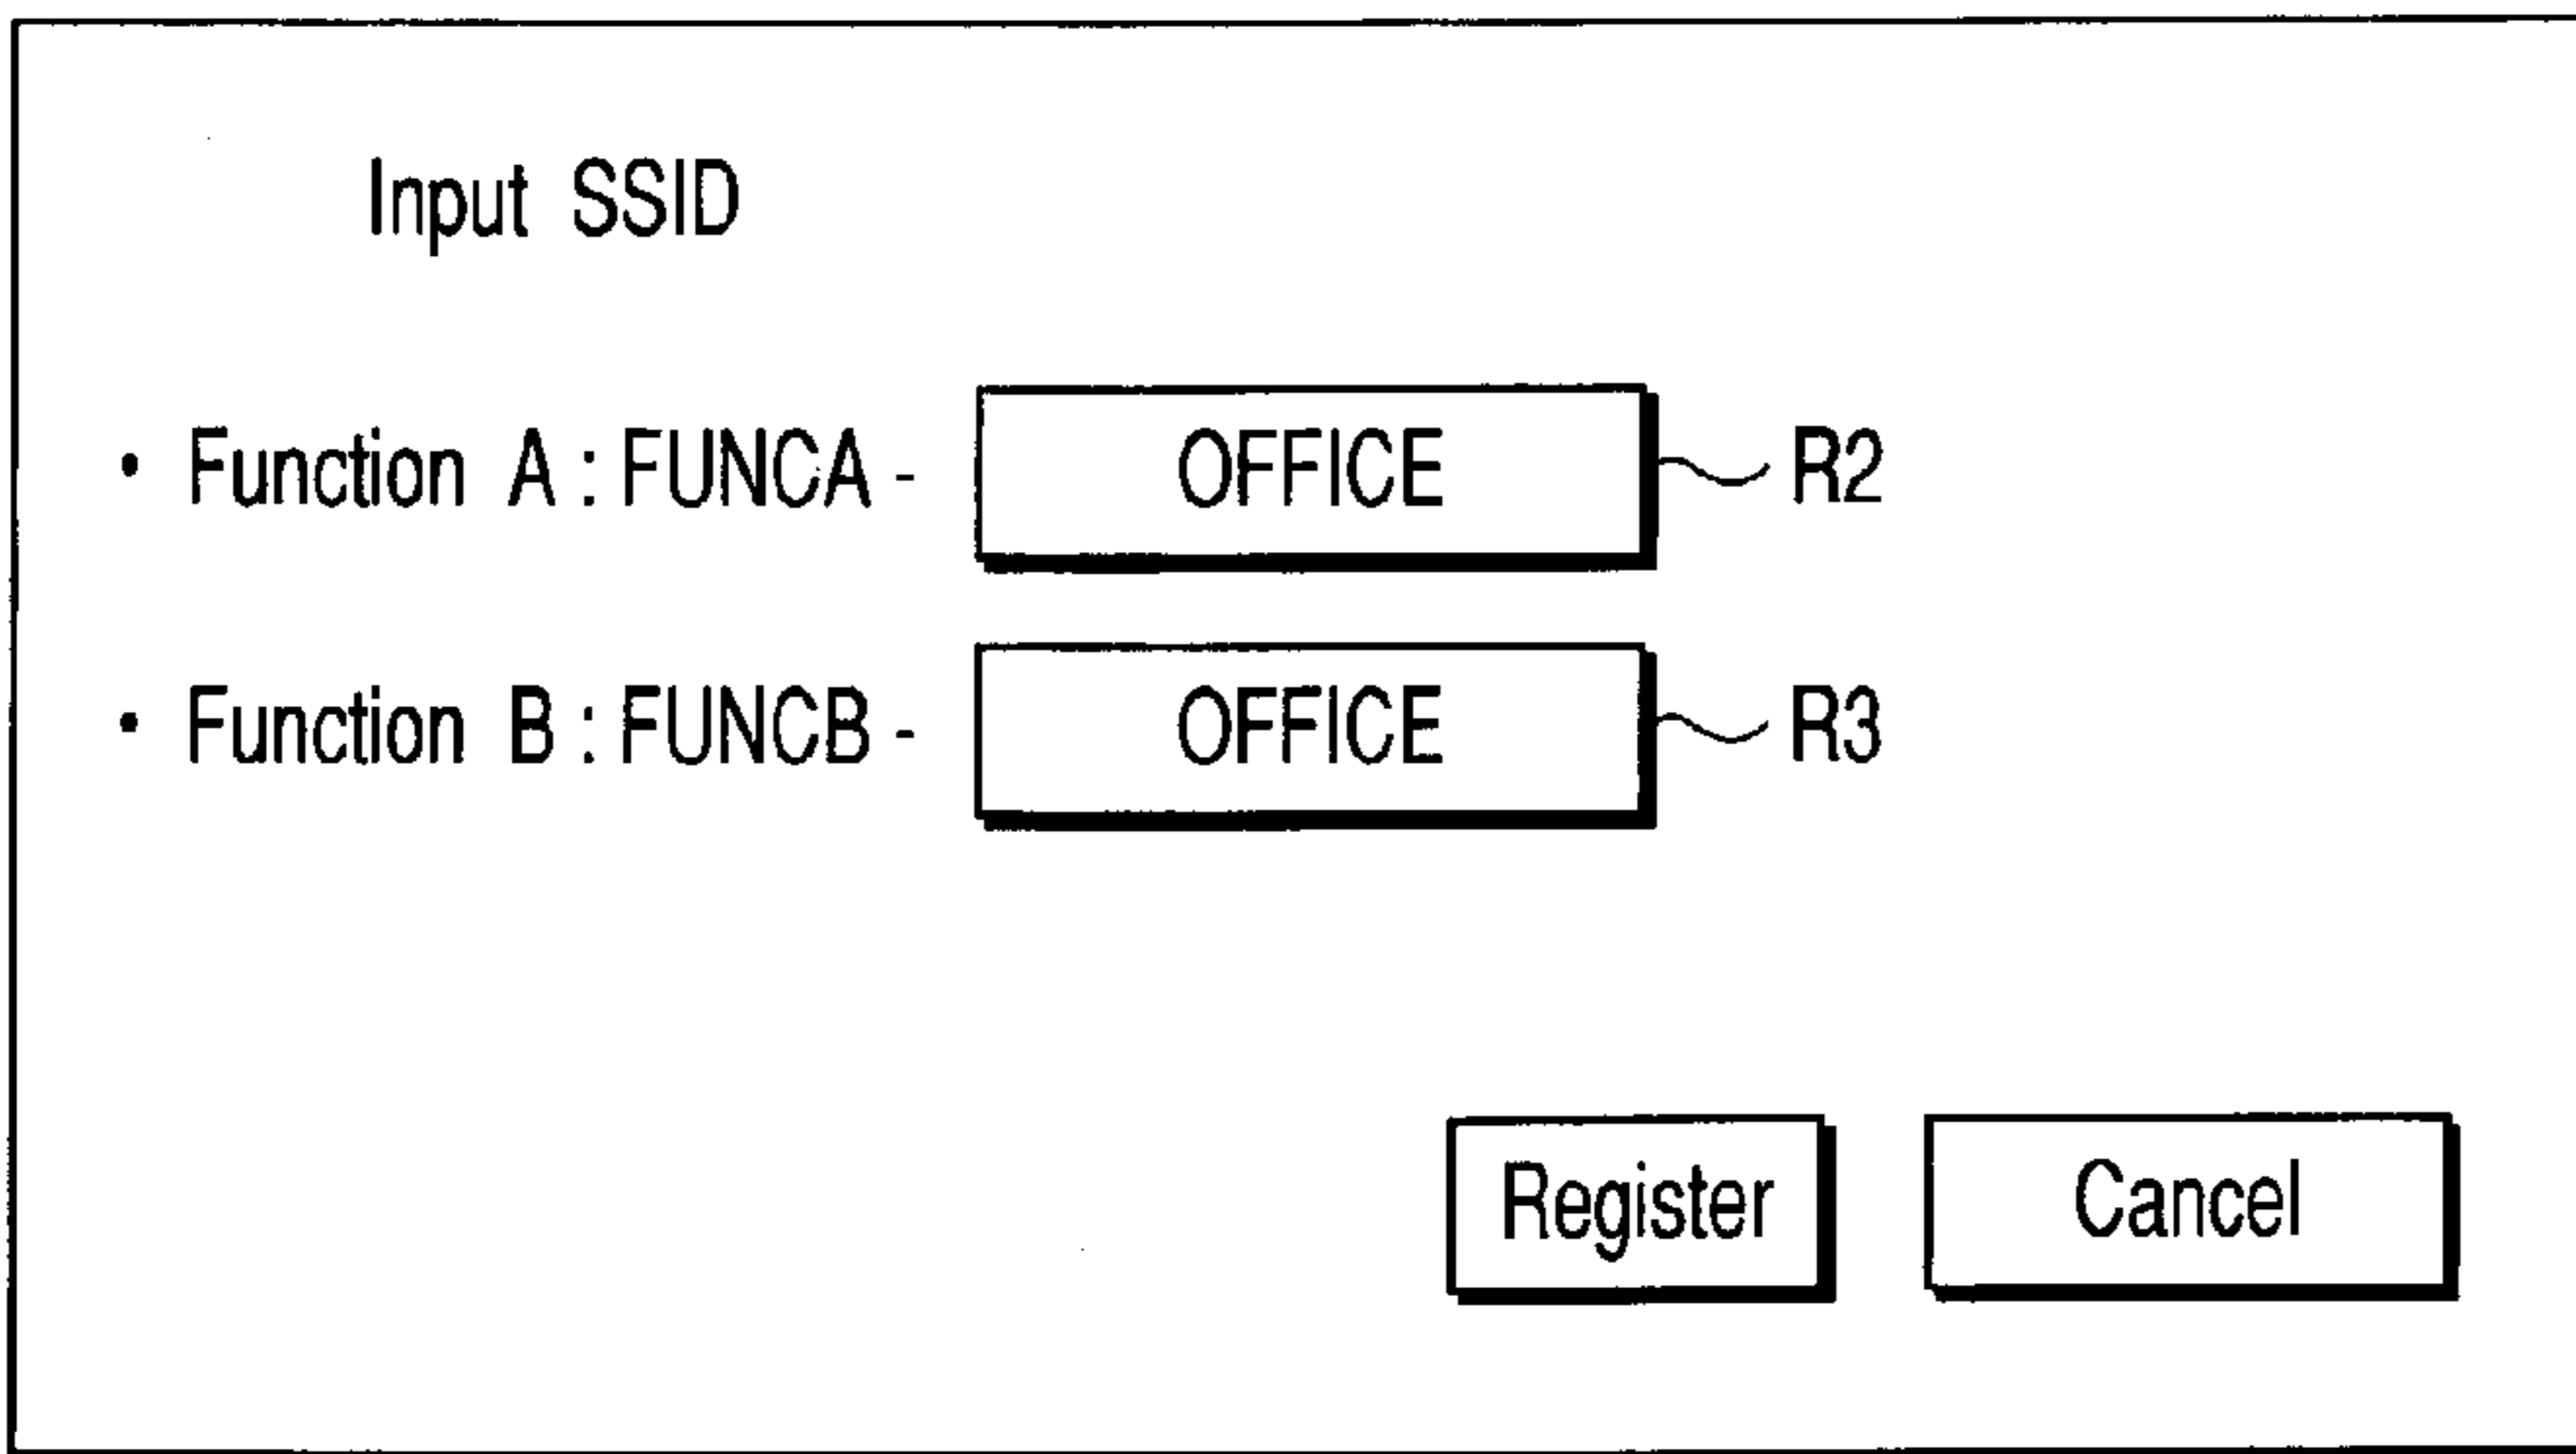 Input SSID
• Function A : FUNCA - OFFICE R2
• Function B : FUNCB - OFFICE R3
Register Cancel